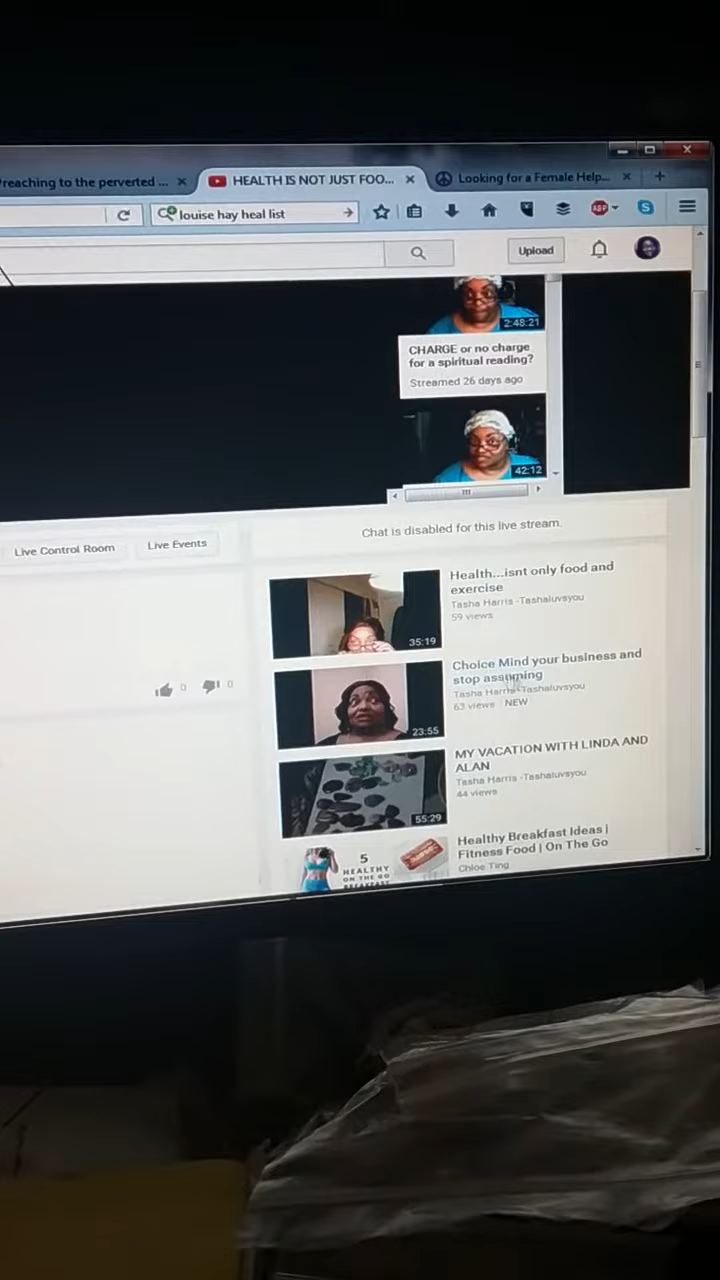 reaching to the perverted ...
HEALTH IS NOT JUST FOO...
Looking for a Female Help...
louise hay heal list
Upload
2:48:21
CHARGE or no charge
for a spiritual reading?
Streamed 26 days ago
42:12
Live Control Room
Live Events
Chat is disabled for this live stream.
Health...isnt only food and
exercise
Tasha Harris -Tashaluvsyou
59 views
35:19
0
0
Choice Mind your business and
stop assuming
Tasha Harris -Tashaluvsyou
63 views
NEW
23:55
MY VACATION WITH LINDA AND
ALAN
Tasha Harris -Tashaluvsyou
44 views
55:29
Healthy Breakfast Ideas |
Fitness Food | On The Go
Chloe Ting
5
HEALTHY
ON THE GO
BREAKFAST
ABP